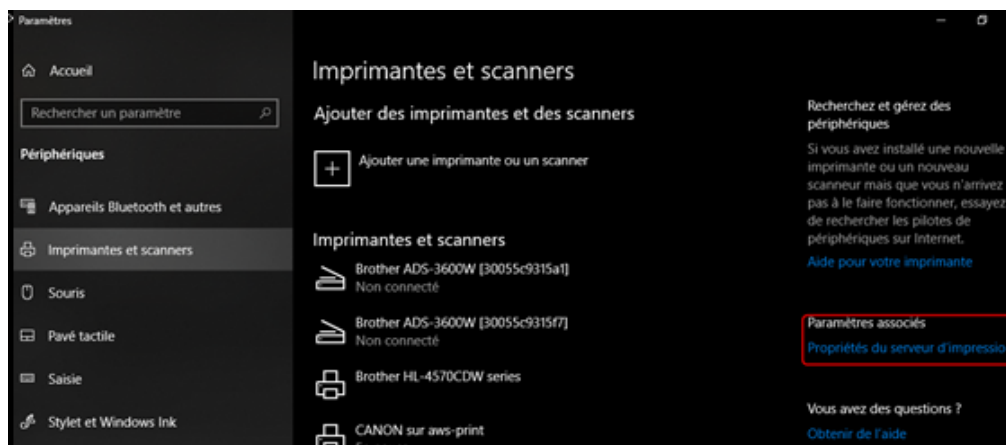 Paramètres
Accueil
Rechercher un paramètre
Périphériques
Appareils Bluetooth et autres
Imprimantes et scanners
Souris
Pavé tactile
Saisie
Stylet et Windows Ink
Imprimantes et scanners
Ajouter des imprimantes et des scanners
Ajouter une imprimante ou un scanner
Imprimantes et scanners
Brother ADS-3600W [30055c9315a1]
Non connecté
Brother ADS-3600W [30055c9315f7]
Non connecté
Brother HL-4570CDW series
CANON sur aws-print
Recherchez et gérez des
périphériques
Si vous avez installé une nouvelle
imprimante ou un nouveau
scanneur mais que vous n'arrivez
pas à le faire fonctionner, essayez
de rechercher les pilotes de
périphériques sur Internet.
Aide pour votre imprimante
Paramètres associés
Propriétés du serveur d'impressio
Vous avez des questions ?
Obtenir de l'aide